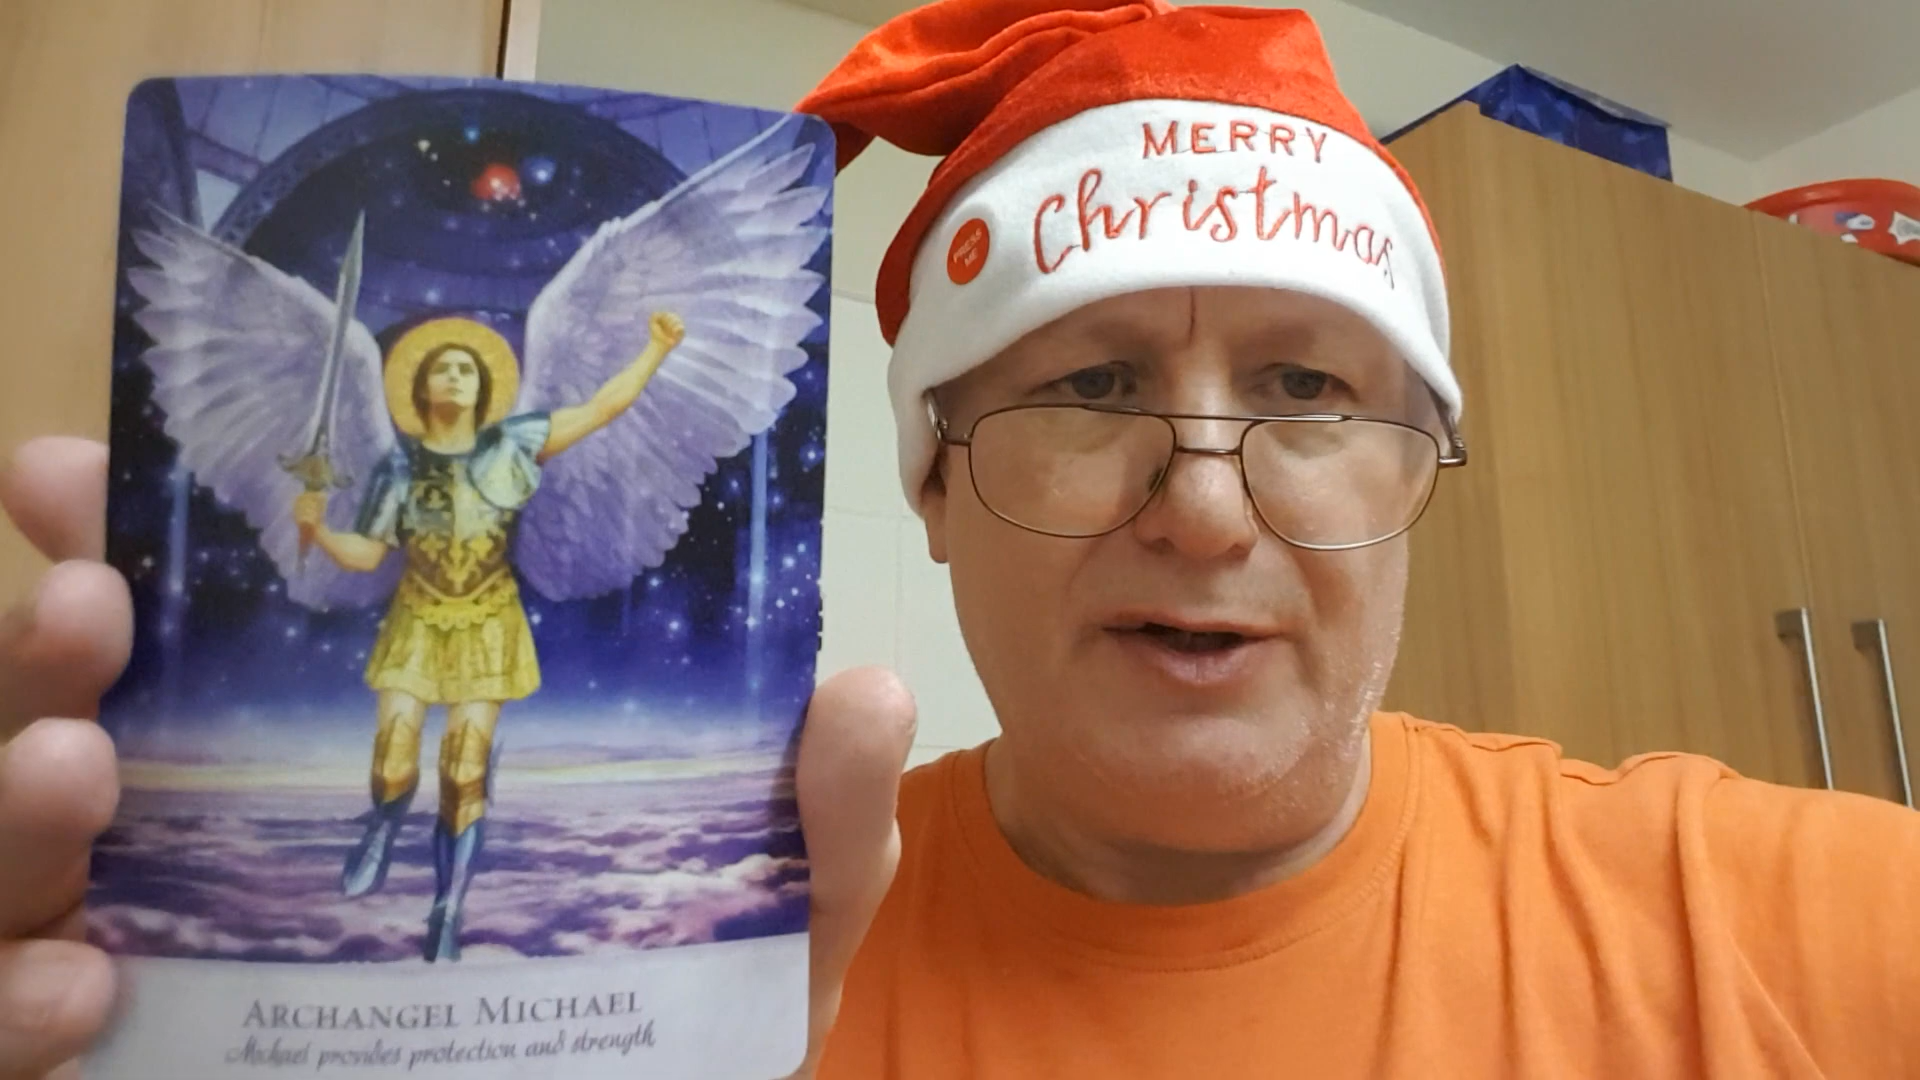 MERRY
Christmas
PRESS
ME
ARCHANGEL MICHAEL
Michael provides protection and strength